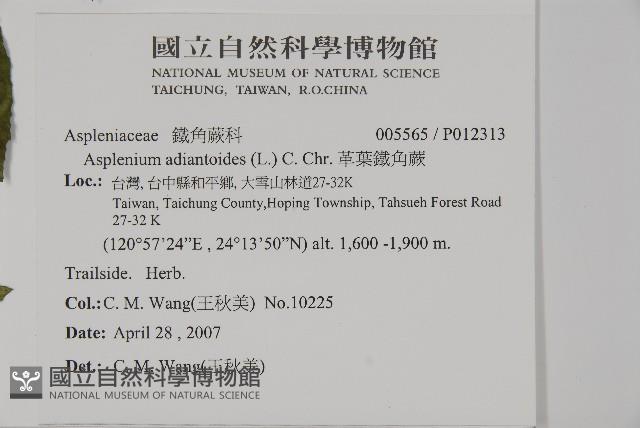 國立自然科學博物館
NATIONAL MUSEUM OF NATURAL SCIENCE
TAICHUNG, TAIWAN, R.O.CHINA
Aspleniaceae 鐵角蕨科 005565 / P012313
Asplenium adiantoides (L.) C. Chr. 革葉鐵角蕨
Loc.: 台灣, 台中縣和平鄉, 大雪山林道27-32K
Taiwan, Taichung County,Hoping Township, Tahsueh Forest Road
27-32 K
(120°57'24”E , 24°13'50”N) alt. 1,600 -1,900 m.
Trailside. Herb.
Col.: C. M. Wang(王秋美) No.10225
Date: April 28 , 2007
Det.: C. M. Wang(王秋美)
國立自然科學博物館
NATIONAL MUSEUM OF NATURAL SCIENCE